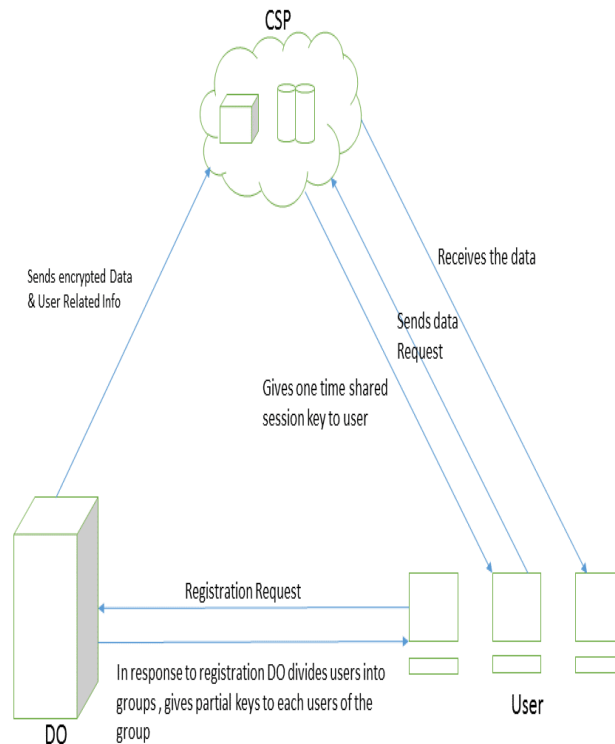 CSP
Sends encrypted Data
& User Related Info
Receives the data
Sends data
Request
Gives one time shared
session key to user
Registration Request
In response to registration DO divides users into
groups , gives partial keys to each users of the
group
DO
User